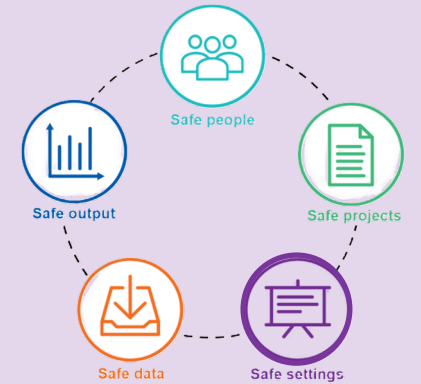 Safe people
Safe output
Safe projects
Safe data
Safe settings